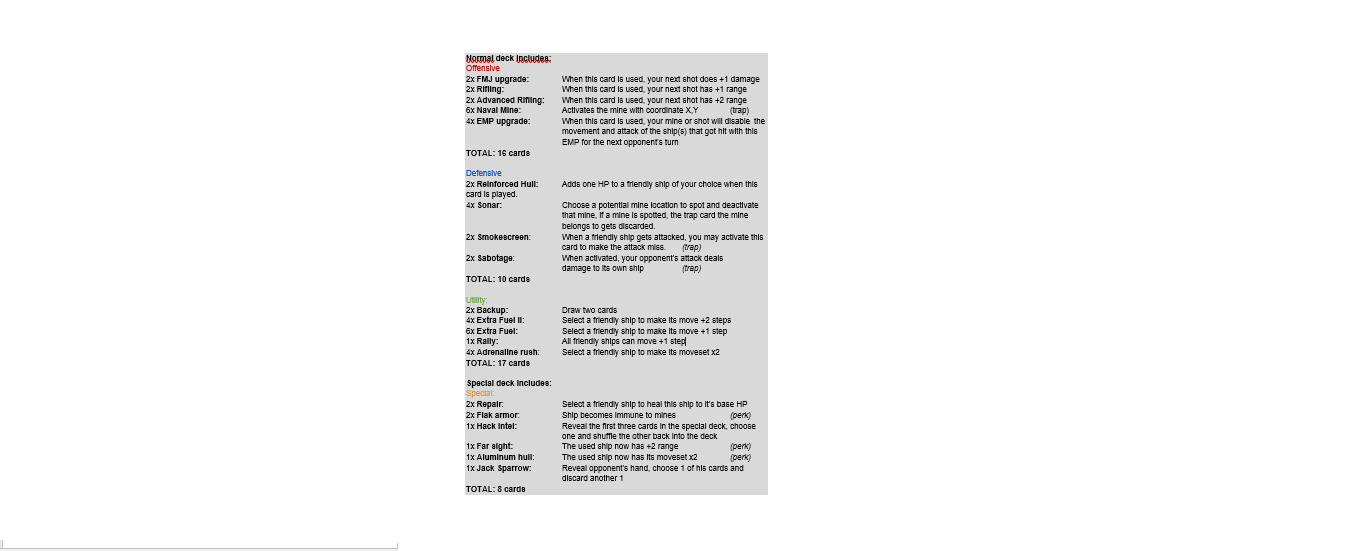 Normal deck includes:
Offensive
2x FMJ upgrade: When this card is used, your next shot does +1 damage
2x Rifling: When this card is used, your next shot has +1 range
2x Advanced Rifling: When this card is used, your next shot has +2 range
6x Naval Mine: Activates the mine with coordinate X,Y (trap)
4x EMP upgrade: When this card is used, your mine or shot will disable the
movement and attack of the ship(s) that got hit with this
EMP for the next opponent's turn
TOTAL: 16 cards
Defensive
2x Reinforced Hull: Adds one HP to a friendly ship of your choice when this
card is played.
4x Sonar: Choose a potential mine location to spot and deactivate
that mine, if a mine is spotted, the trap card the mine
belongs to gets discarded.
2x Smokescreen: When a friendly ship gets attacked, you may activate this
card to make the attack miss. (trap)
2x Sabotage: When activated, your opponent's attack deals
damage to its own ship (trap)
TOTAL: 10 cards
Utility:
2x Backup: Draw two cards
4x Extra Fuel II: Select a friendly ship to make its move +2 steps
6x Extra Fuel: Select a friendly ship to make its move +1 step
1x Rally: All friendly ships can move +1 step
4x Adrenaline rush: Select a friendly ship to make its moveset x2
TOTAL: 17 cards
Special deck includes:
Special:
2x Repair: Select a friendly ship to heal this ship to it's base HP
2x Flak armor: Ship becomes immune to mines (perk)
1x Hack intel: Reveal the first three cards in the special deck, choose
one and shuffle the other back into the deck
1x Far sight: The used ship now has +2 range (perk)
1x Aluminum hull: The used ship now has its moveset x2 (perk)
1x Jack Sparrow: Reveal opponent's hand, choose 1 of his cards and
discard another 1
TOTAL: 8 cards